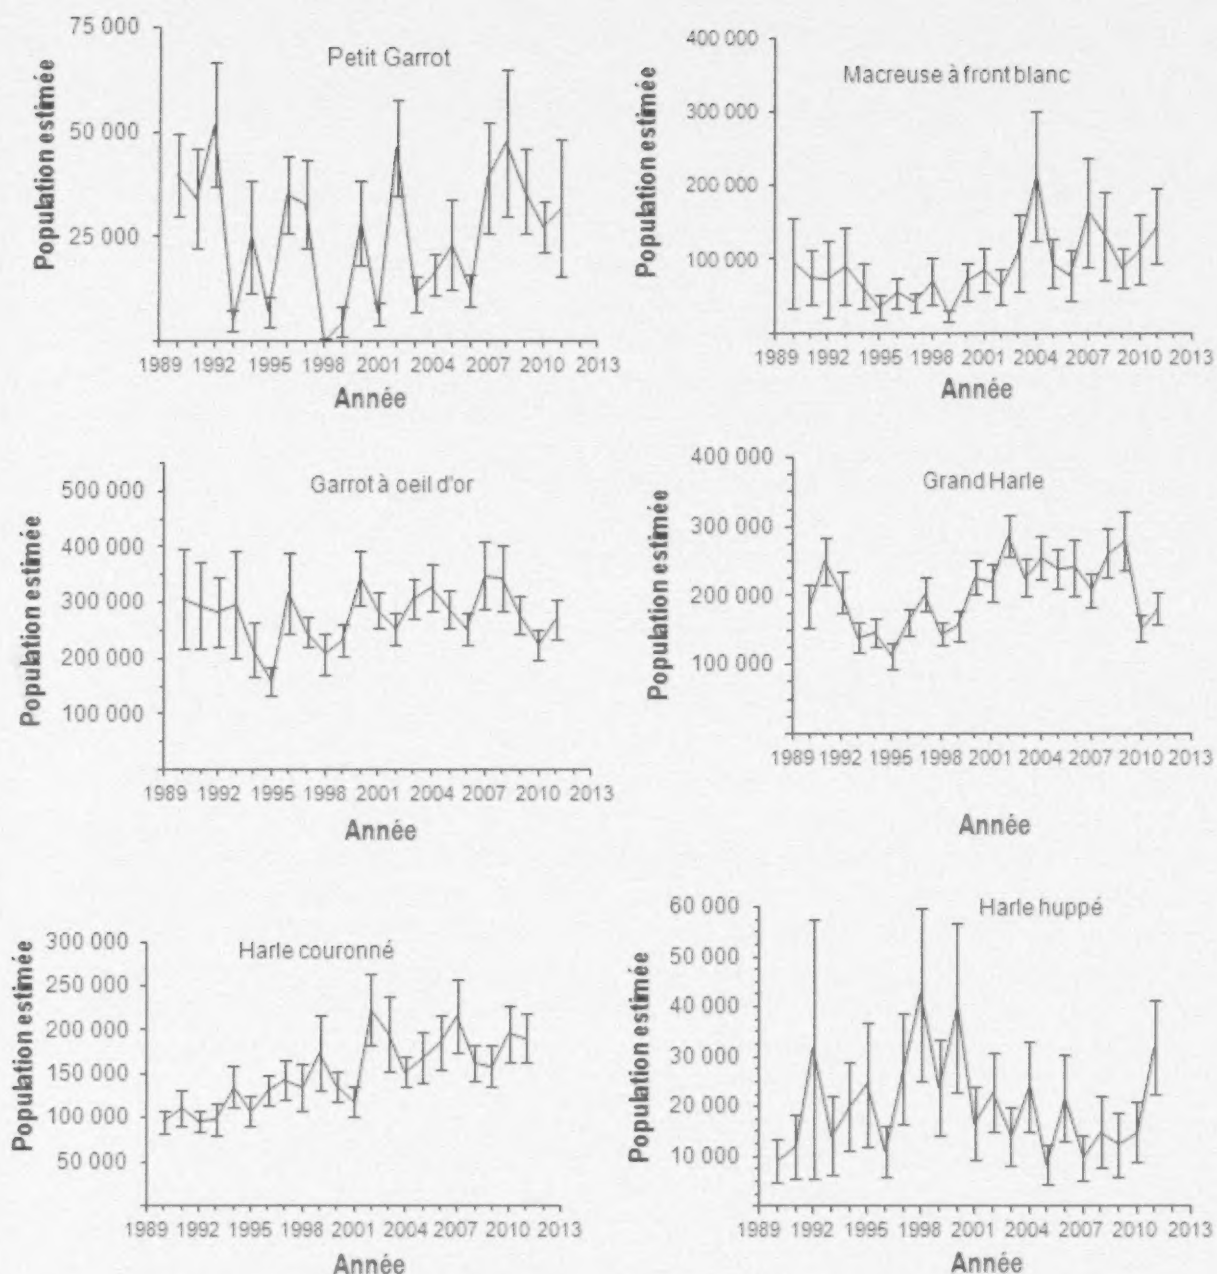 Petit Garrot
Population estimée
75 000
50 000
25 000
1989 1992 1995 1998 2001 2004 2007 2010 2013
Année
Macreuse à front blanc
Population estimée
400 000
300 000
200 000
100 000
1989 1992 1995 1998 2001 2004 2007 2010 2013
Année
Garrot à oeil d'or
Population estimée
500 000
400 000
300 000
200 000
100 000
1989 1992 1995 1998 2001 2004 2007 2010 2013
Année
Grand Harle
Population estimée
400 000
300 000
200 000
100 000
1989 1992 1995 1998 2001 2004 2007 2010 2013
Année
Harle couronné
Population estimée
300 000
250 000
200 000
150 000
100 000
50 000
1989 1992 1995 1998 2001 2004 2007 2010 2013
Année
Harle huppé
Population estimée
60 000
50 000
40 000
30 000
20 000
10 000
1989 1992 1995 1998 2001 2004 2007 2010 2013
Année